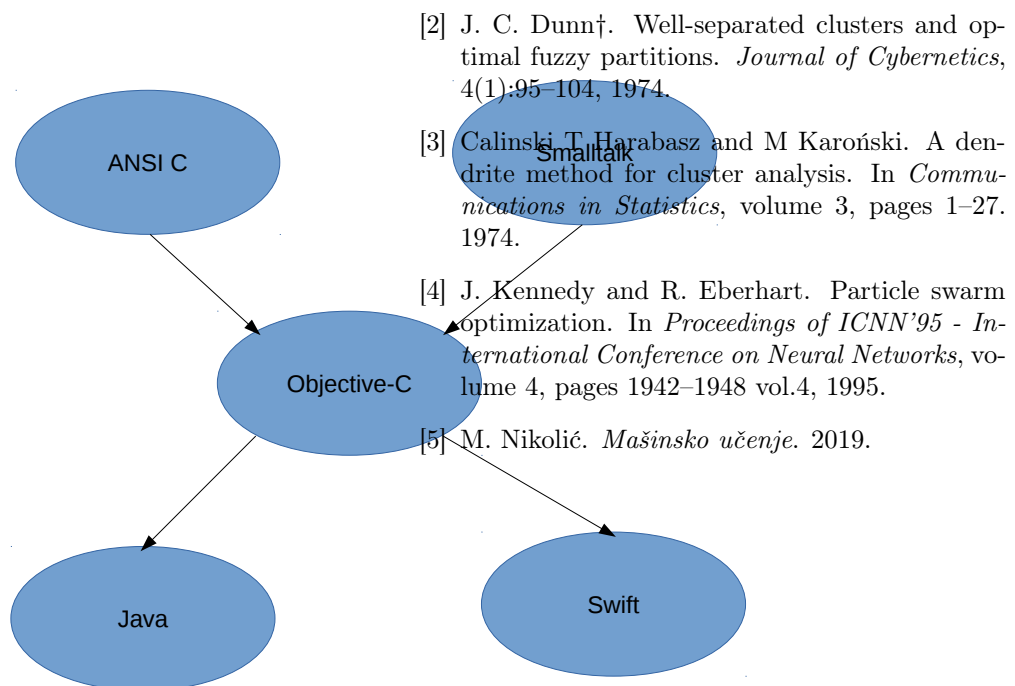 [2] J. C. Dunn†. Well-separated clusters and op-
timal fuzzy partitions. Journal of Cybernetics,
4(1):95–104, 1974.
ANSI C
Smalltalk
[3] Calinski T Harabasz and M Karoński. A den-
drite method for cluster analysis. In Commu-
nications in Statistics, volume 3, pages 1–27.
1974.
[4] J. Kennedy and R. Eberhart. Particle swarm
optimization. In Proceedings of ICNN'95 - In-
ternational Conference on Neural Networks, vo-
lume 4, pages 1942–1948 vol.4, 1995.
Objective-C
[5] M. Nikolić. Mašinsko učenje. 2019.
Java
Swift